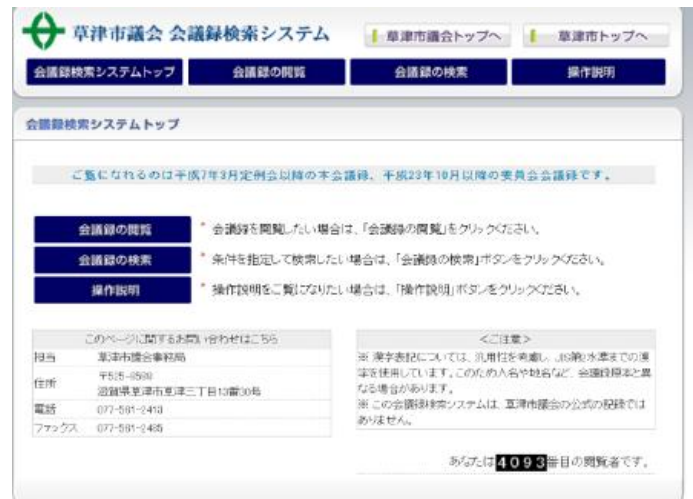 草津市議会 会議録検索システム
草津市議会トップへ
草津市トップへ
会議録検索システムトップ
会議録の閲覧
会議録の検索
操作説明
会議録検索システムトップ
ご覧になれるのは平成7年3月定例会以降の本会議録、平成23年10月以降の委員会会議録です。
会議録の閲覧
* 会議録を閲覧したい場合は、「会議録の閲覧」をクリックください。
会議録の検索
* 条件を指定して検索したい場合は、「会議録の検索」ボタンをクリックください。
操作説明
* 操作説明をご覧になりたい場合は、「操作説明」ボタンをクリックください。
このページに関するお問い合わせはこちら
担当 草津市議会事務局
住所 〒525-8588
滋賀県草津市草津三丁目13番30号
電話 077-561-2413
ファックス 077-561-2485
<ご注意>
※ 漢字表記については、汎用性を考慮し、JIS第2水準までの漢
字を使用しています。このため人名や地名など、会議録原本と異
なる場合があります。
※ この会議録検索システムは、草津市議会の公式の記録では
ありません。
あなたは4093番目の閲覧者です。